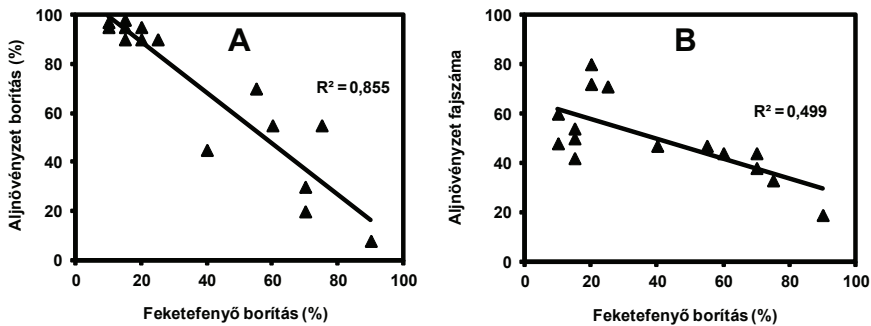 A
B
R² = 0,855
R² = 0,499
Aljnövényzet borítás (%)
100
80
60
40
20
0
0 20 40 60 80 100
Feketefenyő borítás (%)
Aljnövényzet fajszáma
100
80
60
40
20
0
0 20 40 60 80 100
Feketefenyő borítás (%)